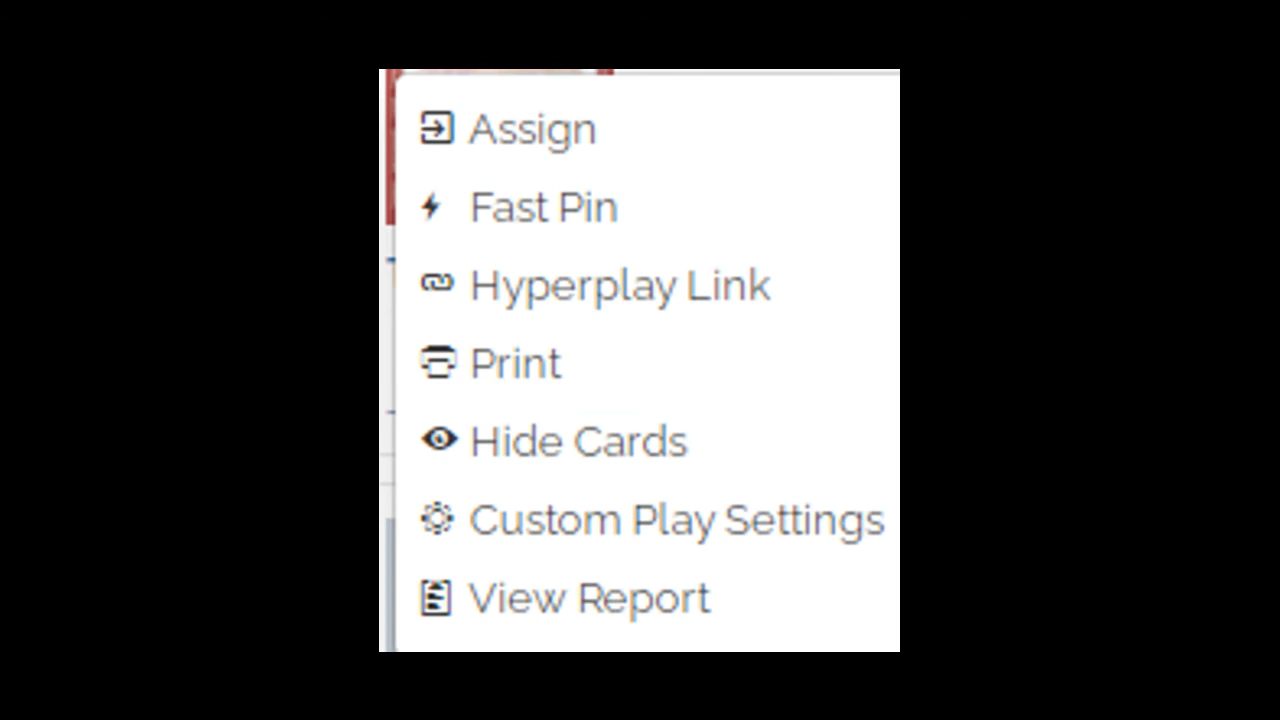 Assign
Fast Pin
Hyperplay Link
Print
Hide Cards
Custom Play Settings
View Report